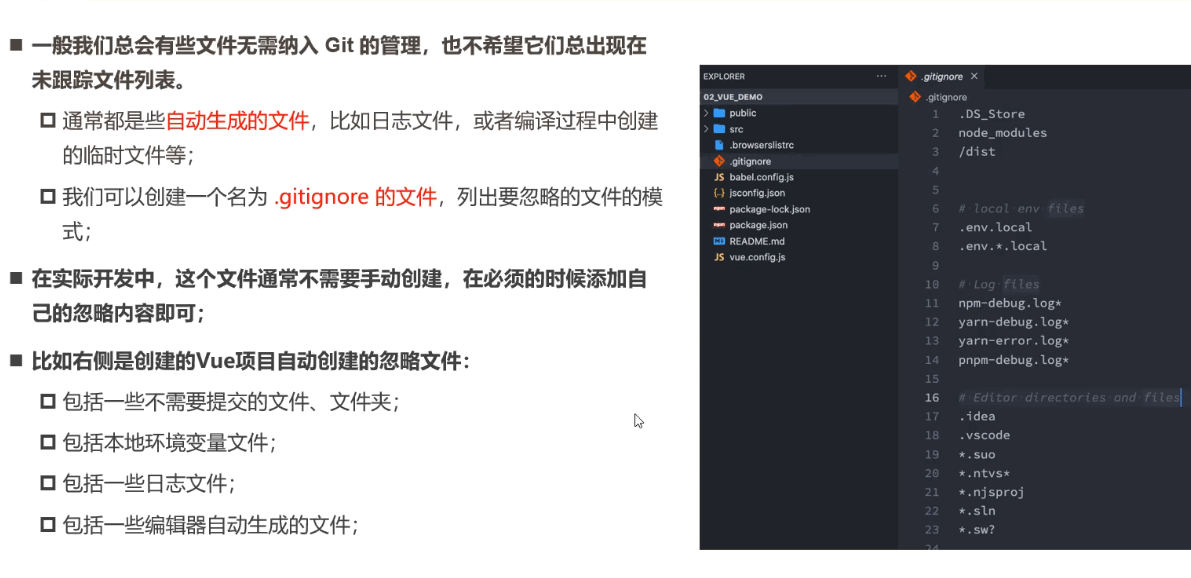 ■ 一般我们总会有些文件无需纳入 Git 的管理，也不希望它们总出现在
未跟踪文件列表。
通常都是些自动生成的文件，比如日志文件，或者编译过程中创建
的临时文件等；
我们可以创建一个名为 .gitignore 的文件，列出要忽略的文件的模
式；
■ 在实际开发中，这个文件通常不需要手动创建，在必须的时候添加自
己的忽略内容即可；
■ 比如右侧是创建的Vue项目自动创建的忽略文件：
包括一些不需要提交的文件、文件夹；
包括本地环境变量文件；
包括一些日志文件；
包括一些编辑器自动生成的文件；
EXPLORER ···
02_VUE_DEMO
> public
> src
.browserslistrc
.gitignore
JS babel.config.js
{..} jsconfig.json
package-lock.json
package.json
README.md
JS vue.config.js
.gitignore ×
.gitignore
1 .DS_Store
2 node_modules
3 /dist
4
5
6 # local env files
7 .env.local
8 .env.*.local
9
10 # Log files
11 npm-debug.log*
12 yarn-debug.log*
13 yarn-error.log*
14 pnpm-debug.log*
15
16 # Editor directories and files
17 .idea
18 .vscode
19 *.suo
20 *.ntvs*
21 *.njsproj
22 *.sln
23 *.sw?
24